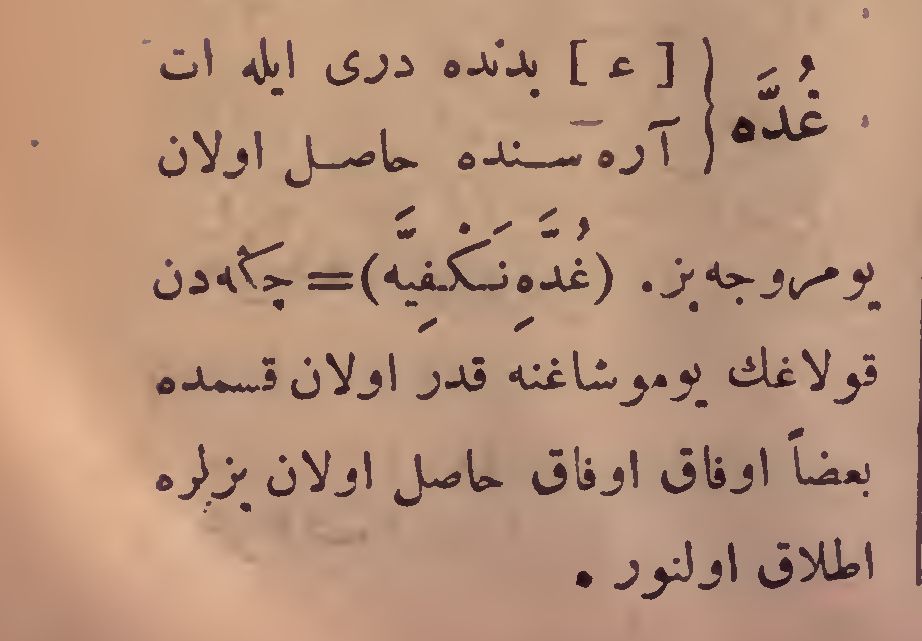 غُدَّه { [ ع ] بدنده دری ایله ات
آره سنده حاصل اولان
یومروجه بز. (غُدَّهِ نَكْفِیَّه) = چكه دن
قولاغك یوموشاغنه قدر اولان قسمده
بعضاً اوفاق اوفاق حاصل اولان بزلره
اطلاق اولنور .